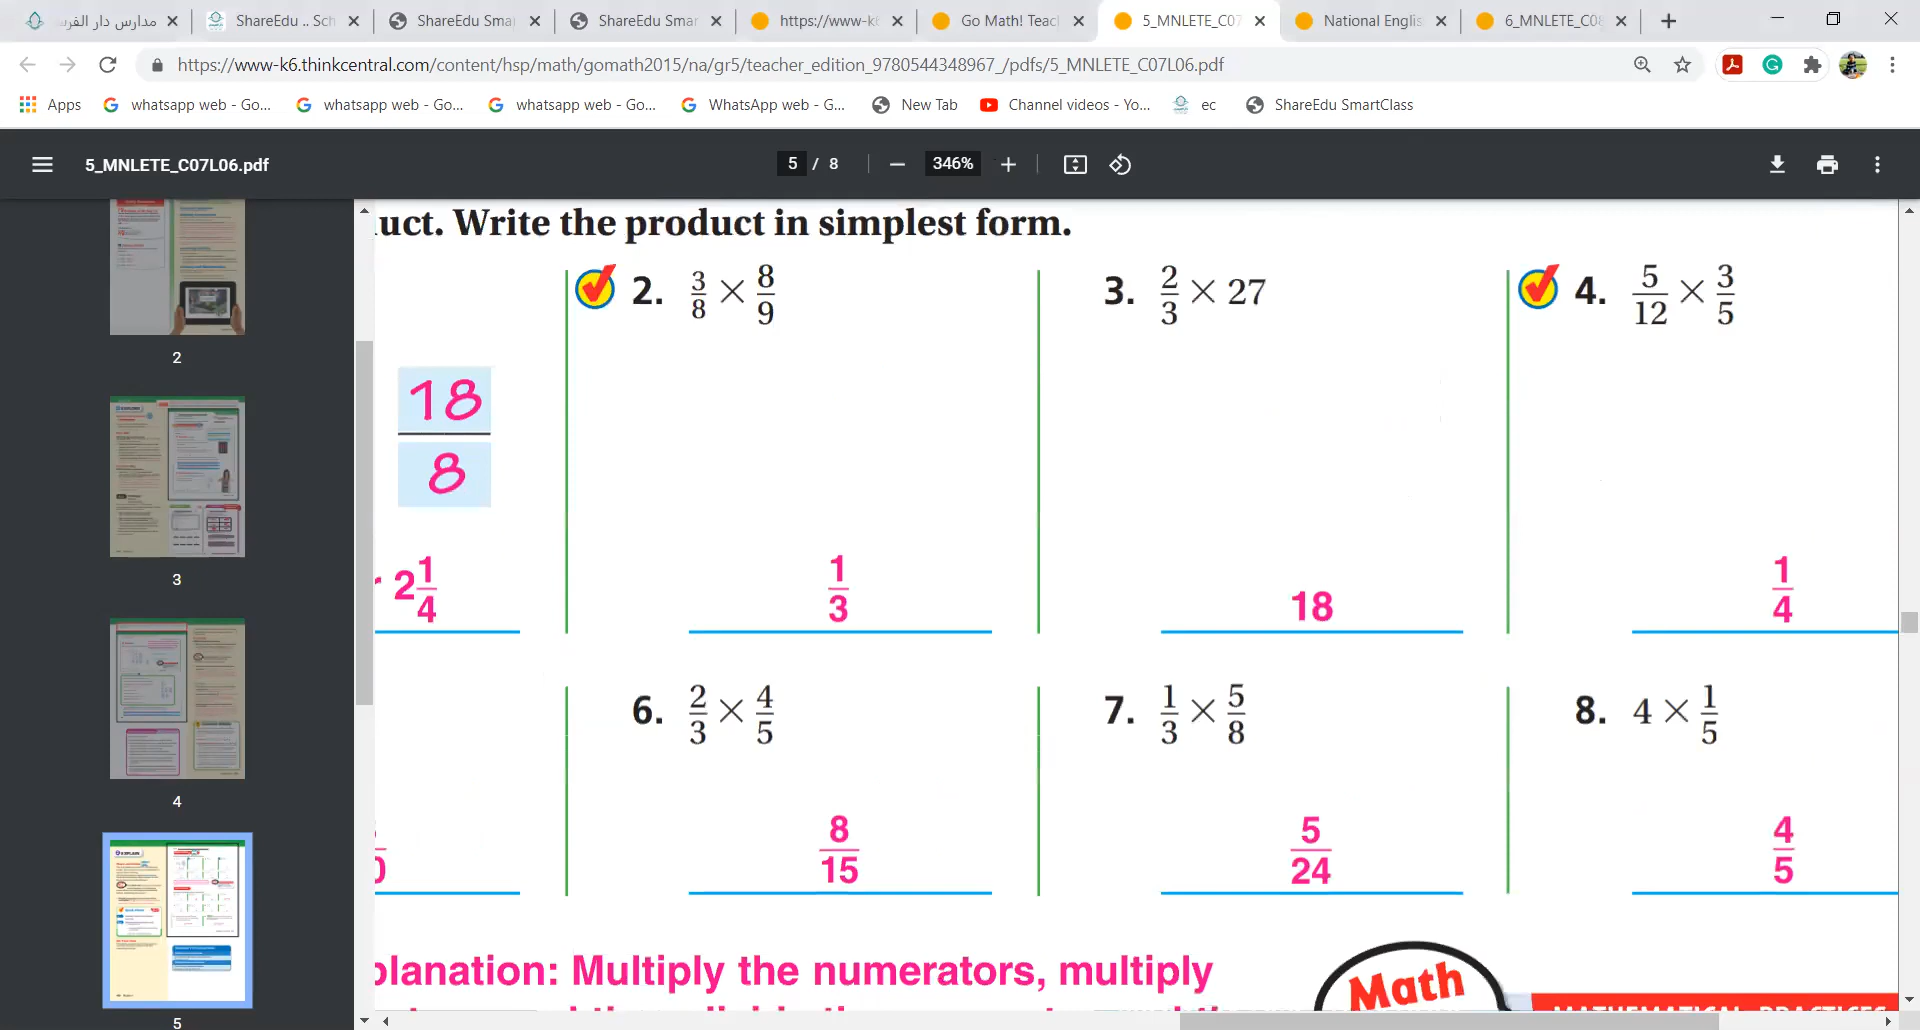 مدارس دار الفر
ShareEdu .. Sch
ShareEdu Sma
ShareEdu Smar
https://www-k6
Go Math! Teac
5_MNLETE_C07
National Englis
6_MNLETE_C08
https://www-k6.thinkcentral.com/content/hsp/math/gomath2015/na/gr5/teacher_edition_9780544348967_/pdfs/5_MNLETE_C07L06.pdf
Apps
whatsapp web - Go...
whatsapp web - Go...
whatsapp web - Go...
WhatsApp web - G...
New Tab
Channel videos - Yo...
ec
ShareEdu SmartClass
5_MNLETE_C07L06.pdf
5 / 8
346%
2
3
4
5
uct. Write the product in simplest form.
18/8
2 1/4
2. 3/8 × 8/9
1/3
3. 2/3 × 27
18
4. 5/12 × 3/5
1/4
6. 2/3 × 4/5
8/15
7. 1/3 × 5/8
5/24
8. 4 × 1/5
4/5
planation: Multiply the numerators, multiply
Math
MATHEMATICAL PRACTICES